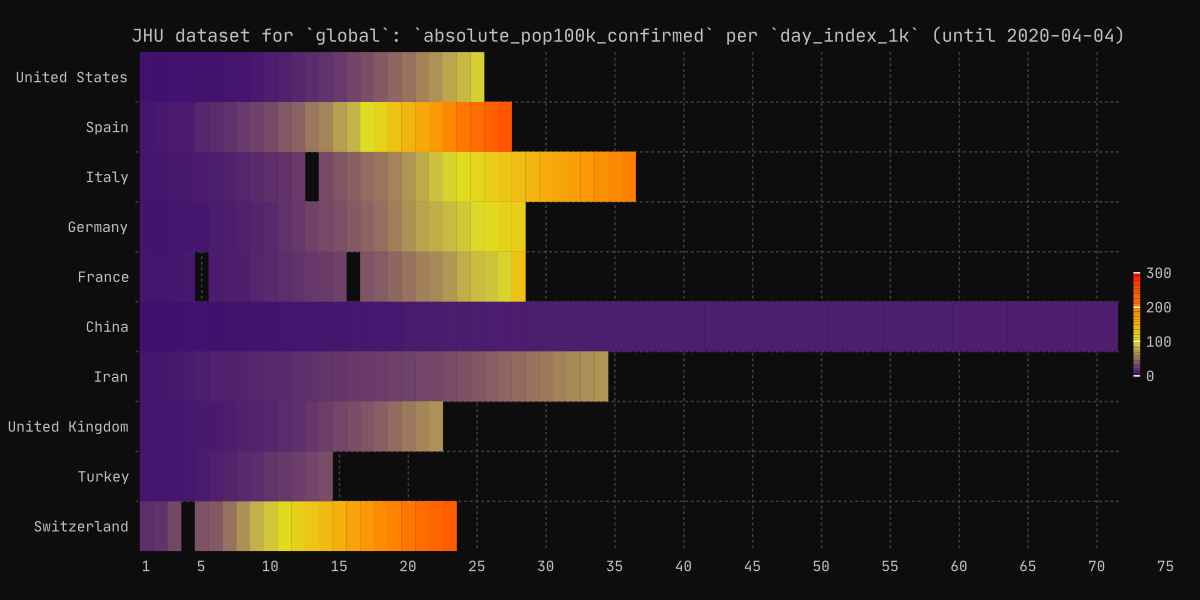 JHU dataset for `global`: `absolute_pop100k_confirmed` per `day_index_1k` (until 2020-04-04)
United States
Spain
Italy
Germany
France
China
Iran
United Kingdom
Turkey
Switzerland
300
200
100
0
1 5 10 15 20 25 30 35 40 45 50 55 60 65 70 75